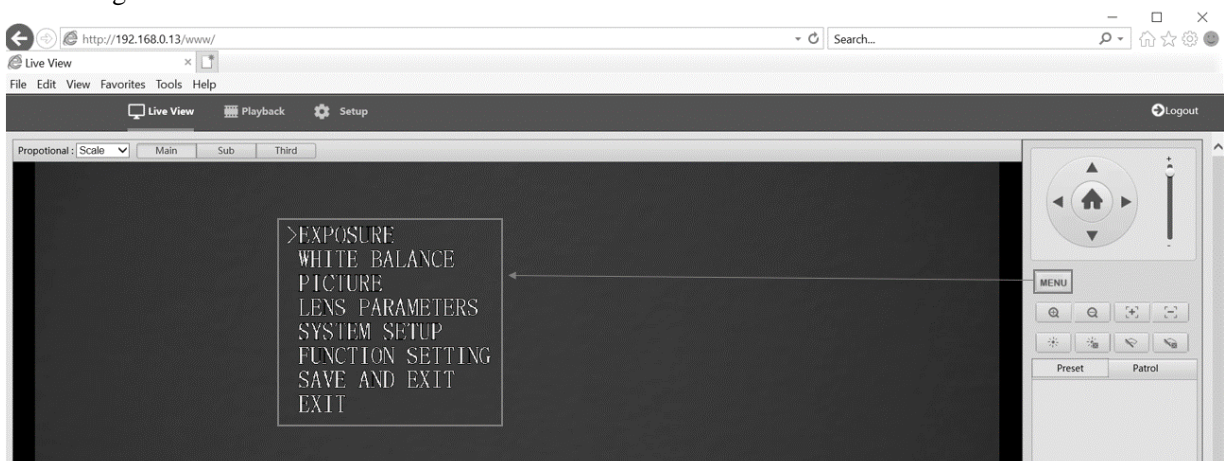 http://192.168.0.13/www/
Search...
Live View
File Edit View Favorites Tools Help
Live View Playback Setup Logout
Propotional : Scale Main Sub Third
>EXPOSURE
WHITE BALANCE
PICTURE
LENS PARAMETERS
SYSTEM SETUP
FUNCTION SETTING
SAVE AND EXIT
EXIT
MENU
Preset Patrol